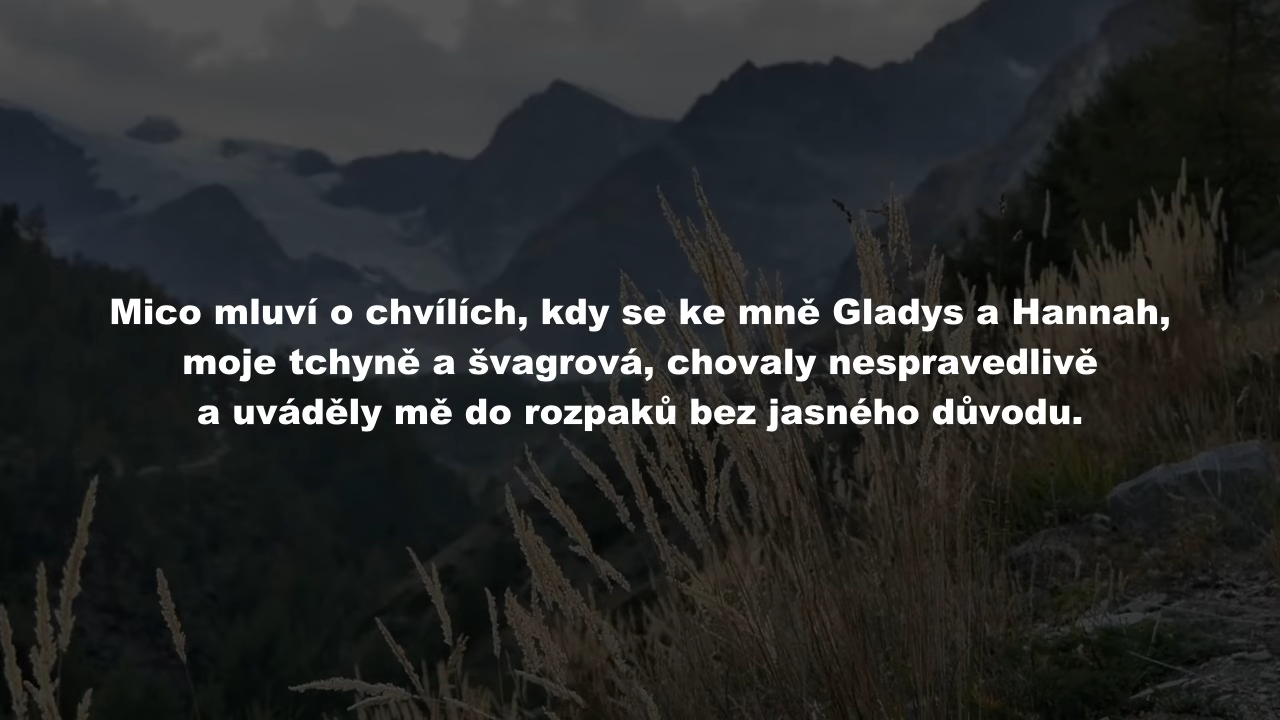 Mico mluví o chvílích, kdy se ke mně Gladys a Hannah,
moje tchyně a švagrová, chovaly nespravedlivě
a uváděly mě do rozpaků bez jasného důvodu.